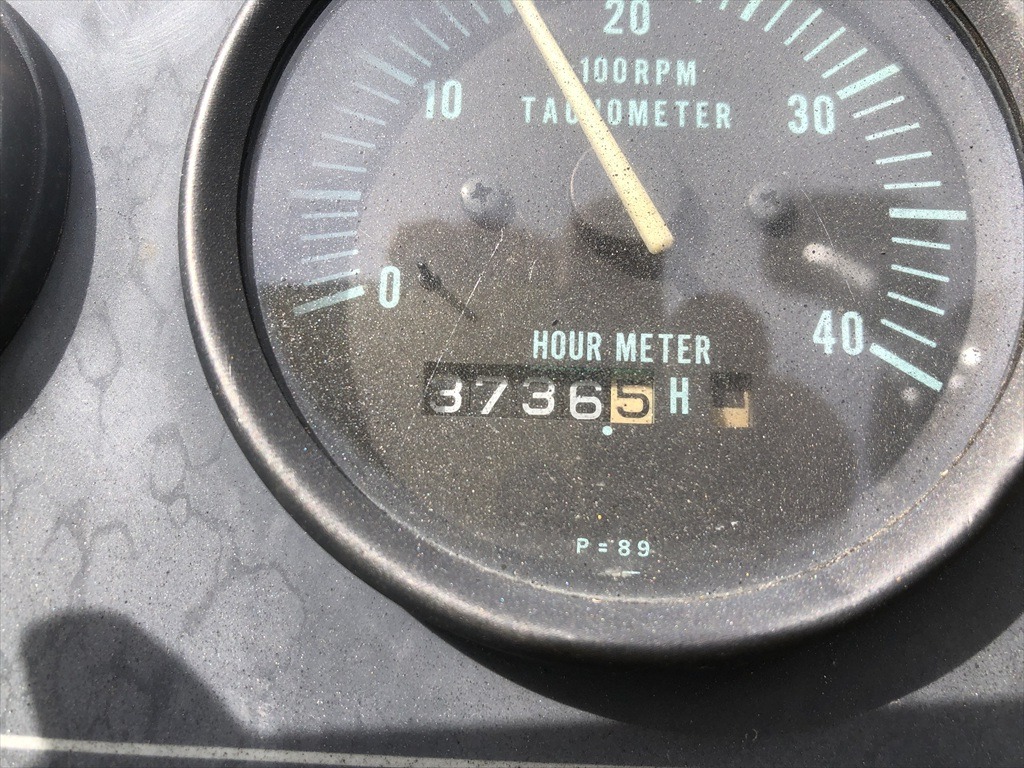 20
100RPM
10
TACHOMETER
30
0
40
HOUR METER
37365 H
P=89